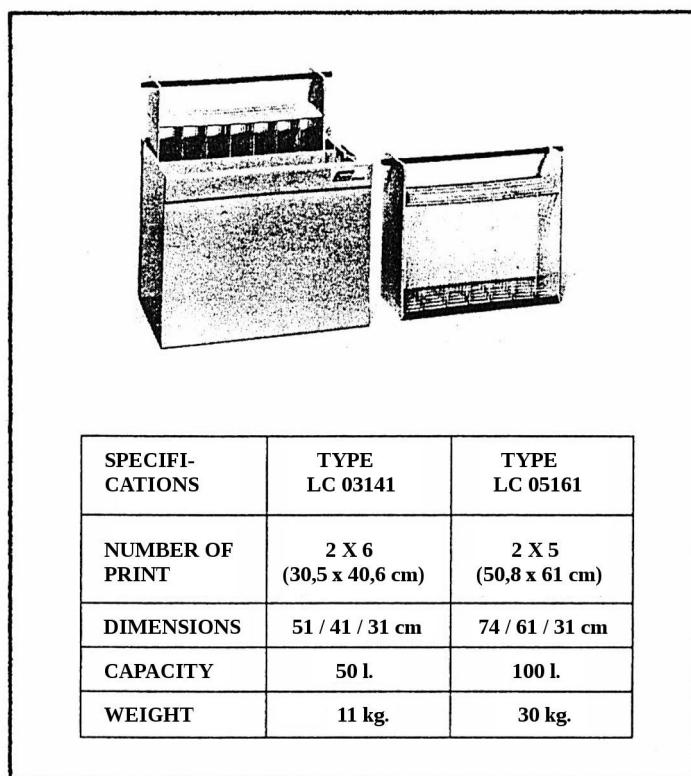 SPECIFI-
CATIONS
TYPE
LC 03141
TYPE
LC 05161
NUMBER OF
PRINT
2 X 6
(30,5 x 40,6 cm)
2 X 5
(50,8 x 61 cm)
DIMENSIONS
51 / 41 / 31 cm
74 / 61 / 31 cm
CAPACITY
50 l.
100 l.
WEIGHT
11 kg.
30 kg.